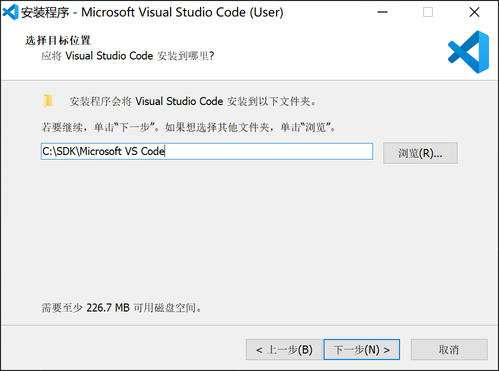 安装程序 - Microsoft Visual Studio Code (User)
选择目标位置
应将 Visual Studio Code 安装到哪里?
安装程序会将 Visual Studio Code 安装到以下文件夹。
若要继续，单击“下一步”。如果想选择其他文件夹，单击“浏览”。
C:\SDK\Microsoft VS Code
浏览(R)...
需要至少 226.7 MB 可用磁盘空间。
< 上一步(B)
下一步(N) >
取消